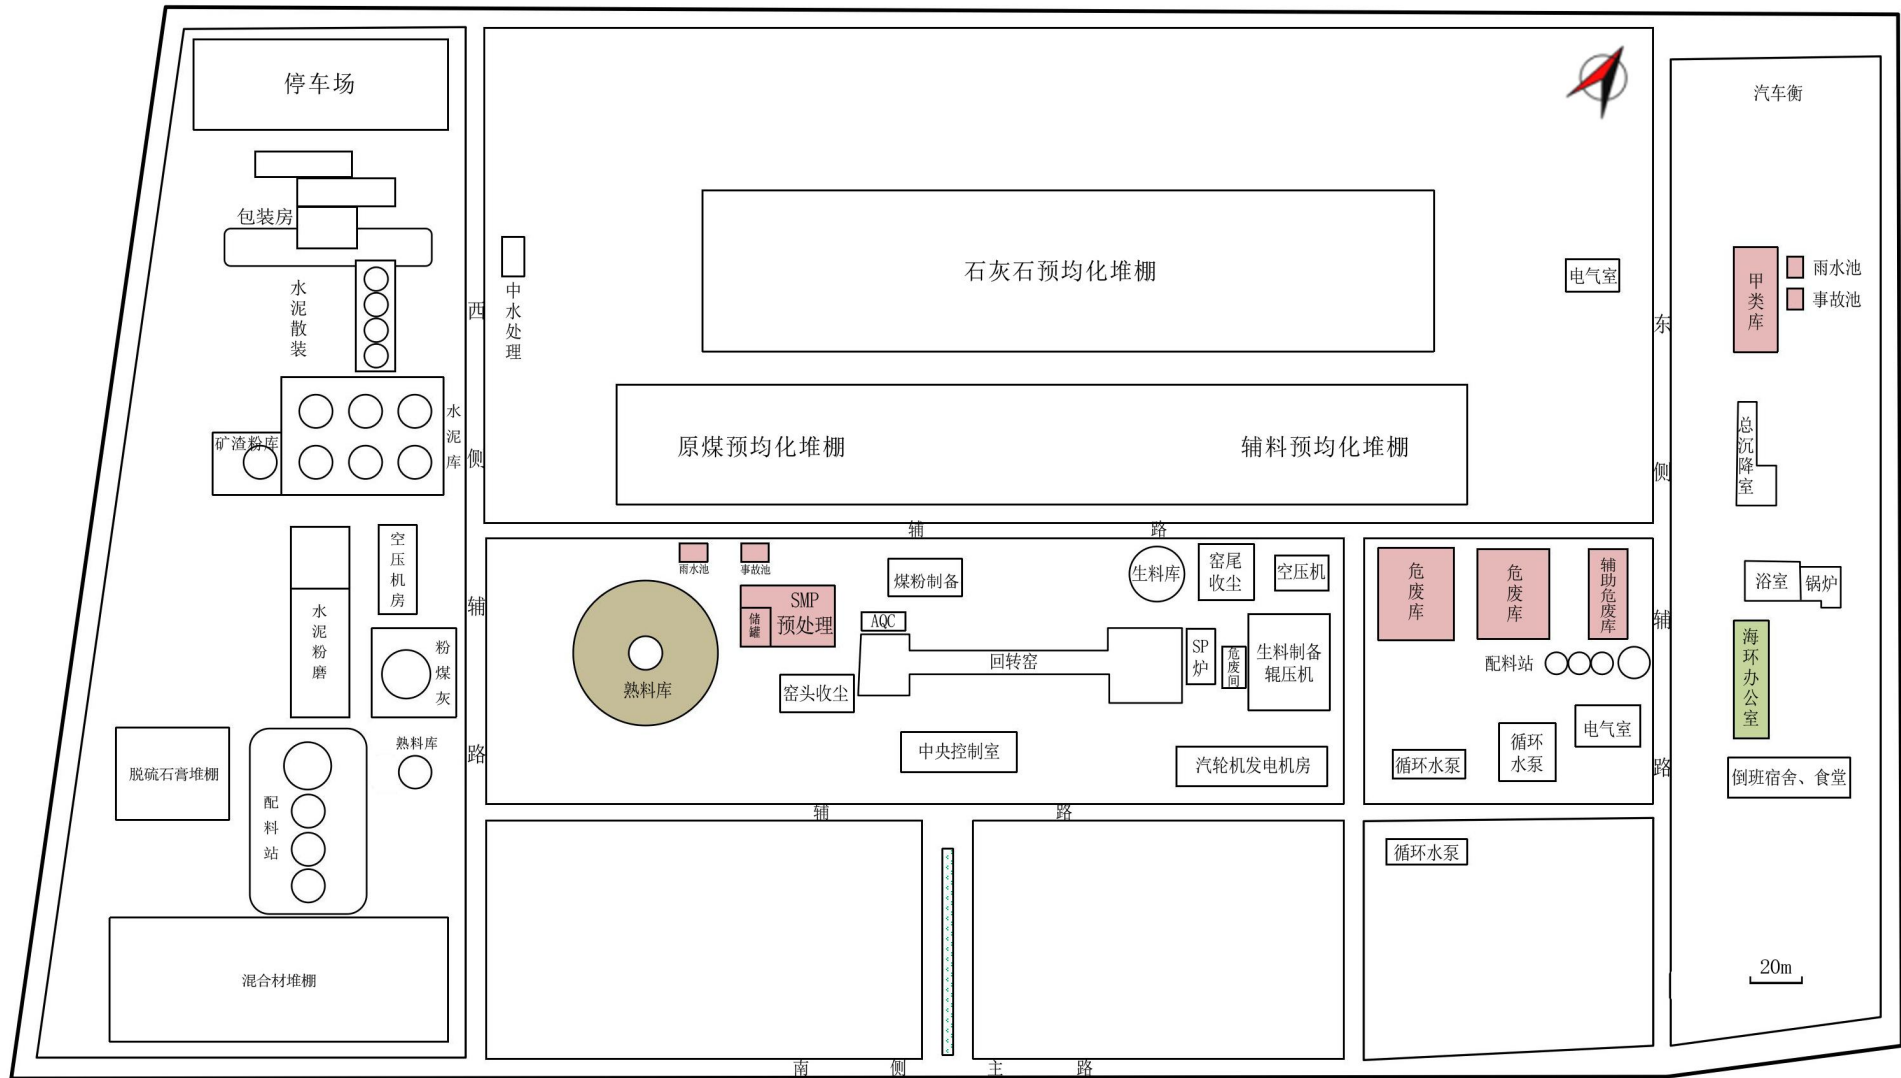 停车场
汽车衡
包装房
水泥散装
中水处理
石灰石预均化堆棚
电气室
甲类库
雨水池
事故池
西侧辅路
东侧辅路
水泥库
矿渣粉库
原煤预均化堆棚
辅料预均化堆棚
总沉降室
辅路
空压机房
水泥粉磨
粉煤灰
雨水池
事故池
SMP
预处理
储罐
煤粉制备
AQC
生料库
窑尾
收尘
空压机
回转窑
SP
炉
危废间
生料制备
辊压机
熟料库
窑头收尘
中央控制室
汽轮机发电机房
危废库
危废库
辅助危废库
配料站
电气室
循环水泵
循环
水泵
浴室
锅炉
海环办公室
倒班宿舍、食堂
脱硫石膏堆棚
熟料库
配料站
辅路
循环水泵
混合材堆棚
20m
南侧主路